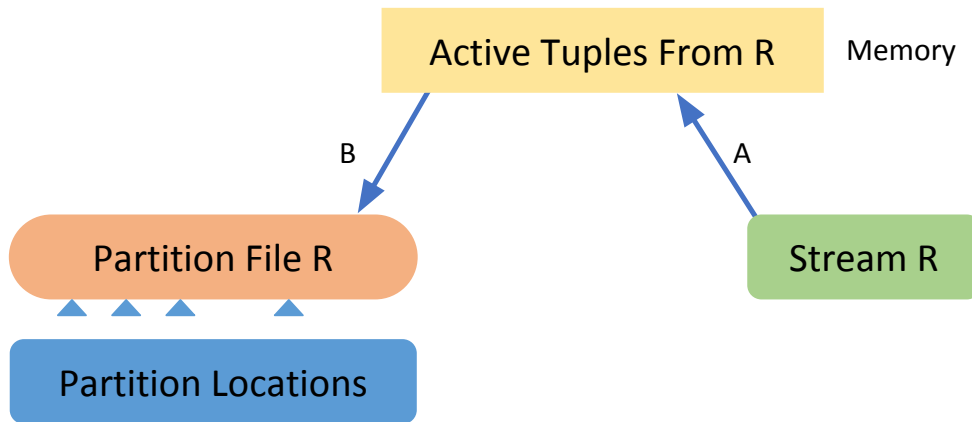 Active Tuples From R
Memory
B
A
Partition File R
Stream R
Partition Locations